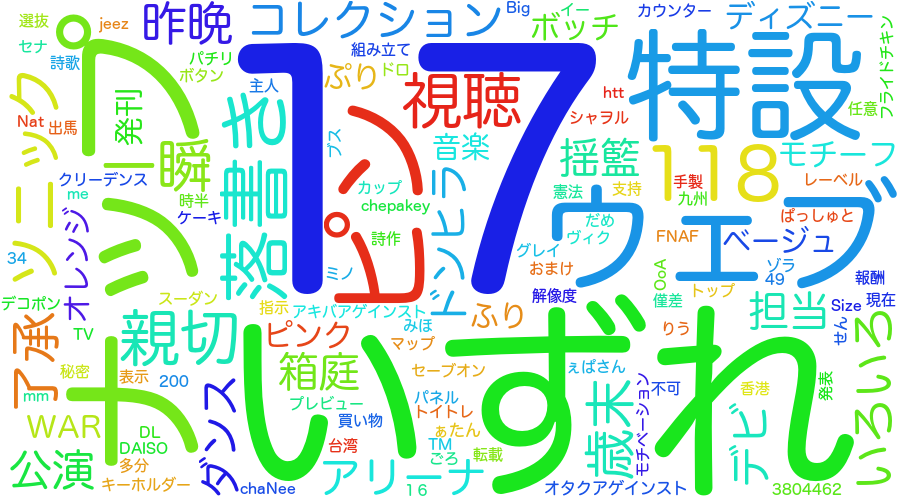 選抜
jeez
昨晩
コレクション
Big
イー
ボッチ
カウンター
ディズニー
フライドチキン
セナ
詩歌
パチリ
ボタン
組み立て
ドロ
ぷり
主人
17
視聴
htt
シャヲル
特設
任意
ソニック
ナップ
Nat
出馬
発刊
瞬
落書き
プス
ピン
音楽
揺籃
118
モチーフ
クリーデンス
me
時半
ケーキ
カップ
chepakey
憲法
支持
手製
九州
レーベル
ウェブ
だめ
ヴィク
ぱっしゅと
オレンジ
詩作
ドンヒラ
グレイ
おまけ
FNAF
OoA
ベージュ
34
ミノ
ゾラ
49
報酬
デコポン
スーダン
指示
アキバアゲインスト
解像度
僅差
トップ
Size
現在
TV
了承
親切
ピンク
みほ
マップ
ふり
りう
担当
せん
いろいろ
いずれ
秘密
表示
200
箱庭
セーブオン
ぇぱさん
歳末
モチベーション
不可
香港
発表
mm
WAR
DL
DAISO
ダンス
プレビュー
買い物
パネル
トイトレ
ぁたん
デビ
公演
多分
キーホルダー
chaNee
台湾
アリーナ
TM
ごろ
転載
16
オタクアゲインスト
3804462